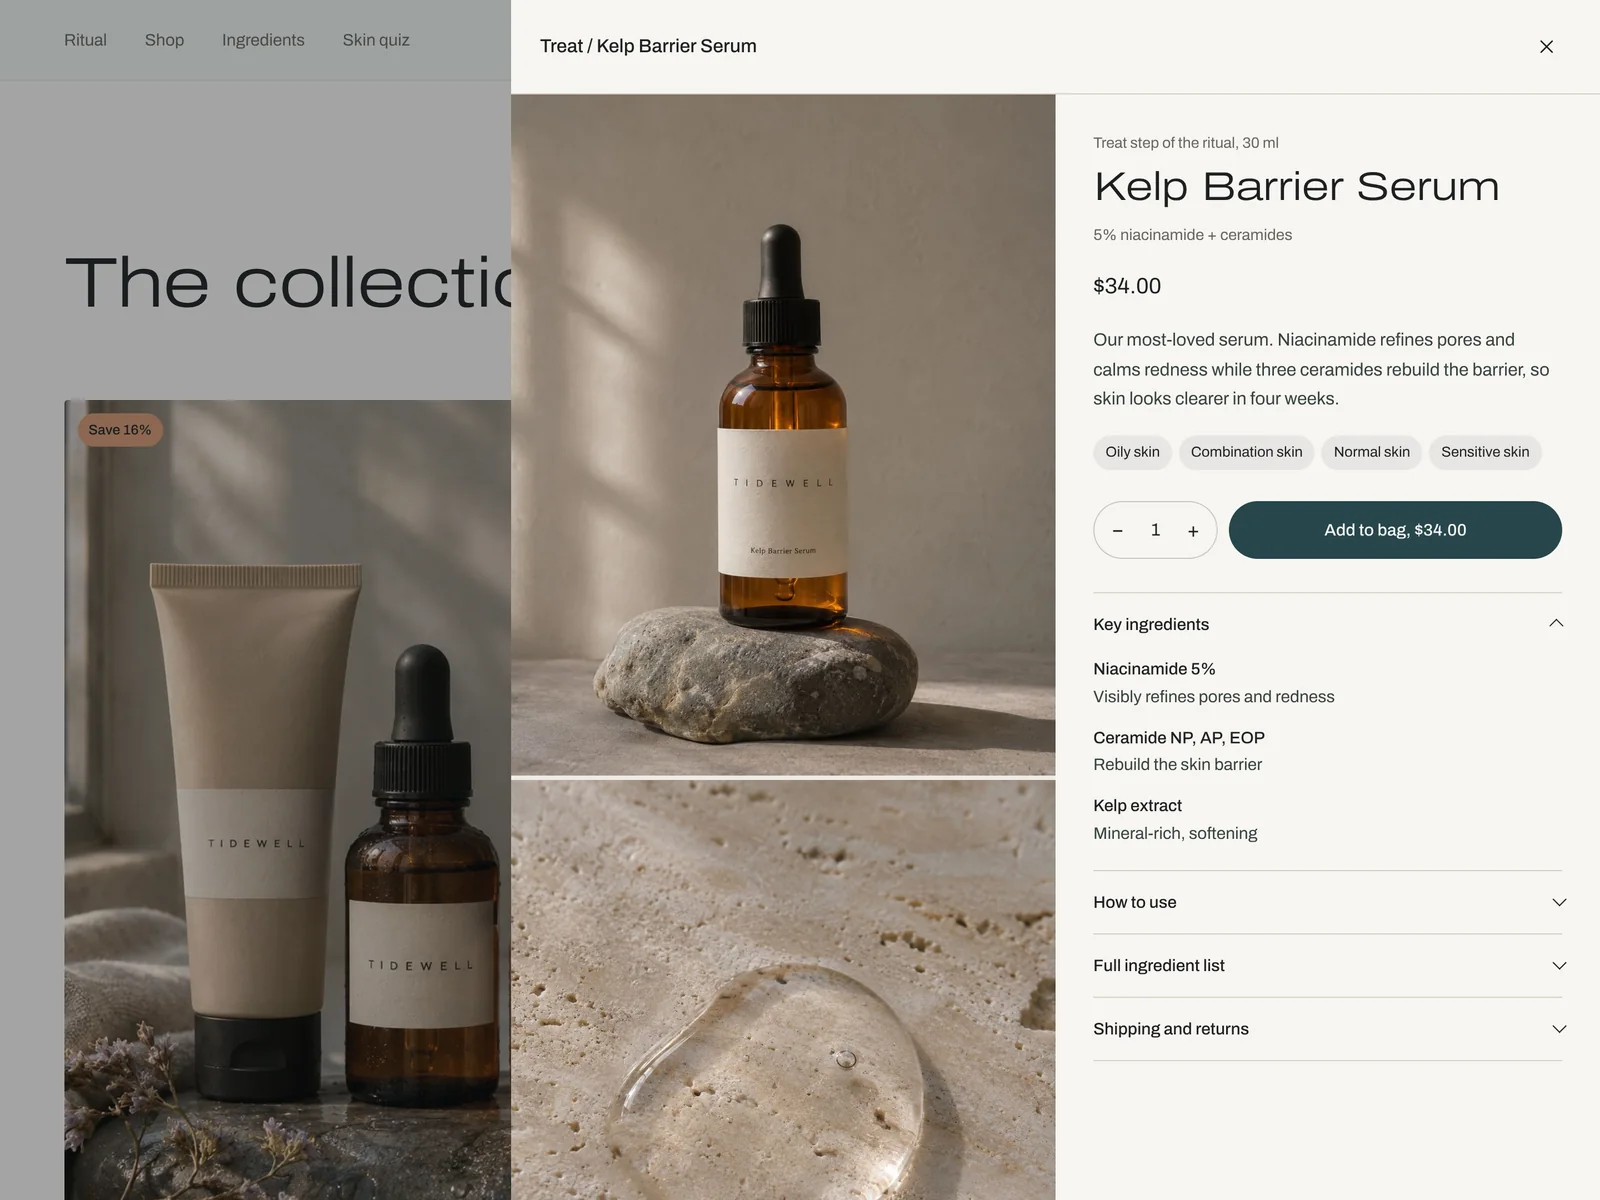 Ritual
Shop
Ingredients
Skin quiz
The collectio
Save 16%
TIDEWELL
TIDEWELL
Treat / Kelp Barrier Serum
TIDEWELL
Kelp Barrier Serum
Treat step of the ritual, 30 ml
Kelp Barrier Serum
5% niacinamide + ceramides
$34.00
Our most-loved serum. Niacinamide refines pores and
calms redness while three ceramides rebuild the barrier, so
skin looks clearer in four weeks.
Oily skin
Combination skin
Normal skin
Sensitive skin
− 1 +
Add to bag, $34.00
Key ingredients
Niacinamide 5%
Visibly refines pores and redness
Ceramide NP, AP, EOP
Rebuild the skin barrier
Kelp extract
Mineral-rich, softening
How to use
Full ingredient list
Shipping and returns